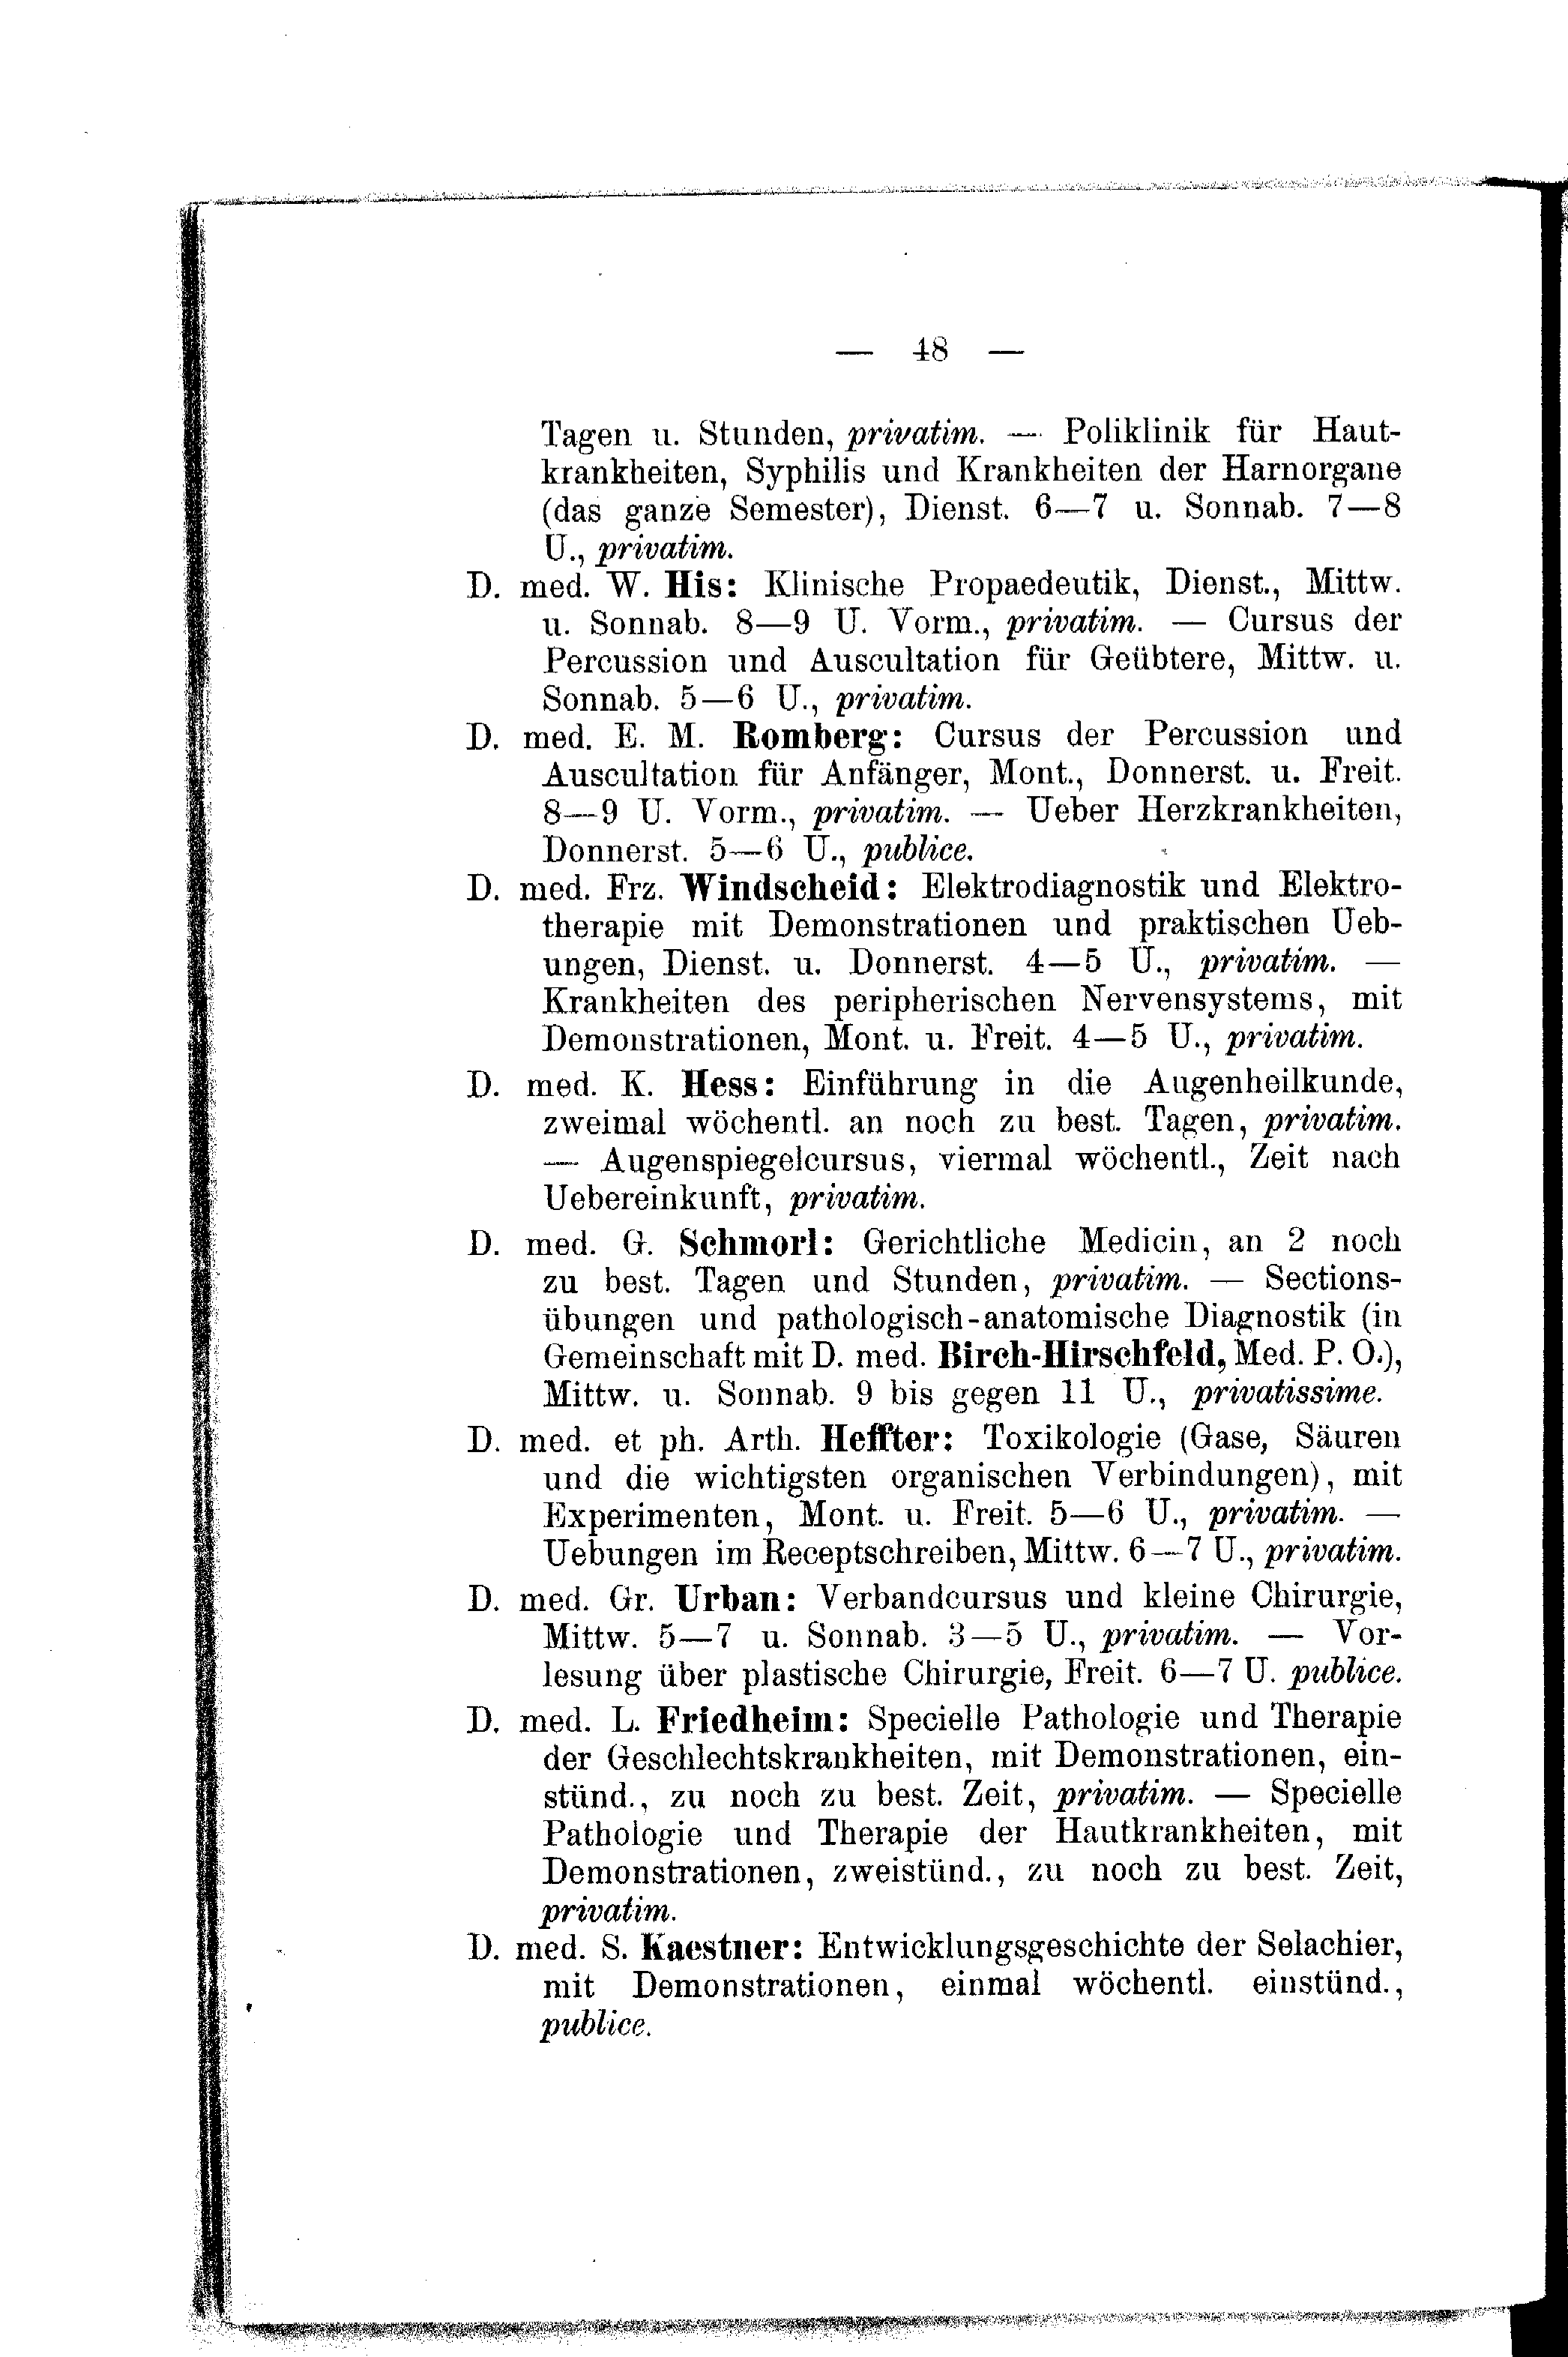 — 48 —
Tagen u. Stunden, privatim. — Poliklinik für Haut-
krankheiten, Syphilis und Krankheiten der Harnorgane
(das ganze Semester), Dienst. 6—7 u. Sonnab. 7—8
U., privatim.
D. med. W. His: Klinische Propaedeutik, Dienst., Mittw.
u. Sonnab. 8—9 U. Vorm., privatim. — Cursus der
Percussion und Auscultation für Geübtere, Mittw. u.
Sonnab. 5—6 U., privatim.
D. med. E. M. Romberg: Cursus der Percussion und
Auscultation für Anfänger, Mont., Donnerst. u. Freit.
8—9 U. Vorm., privatim. — Ueber Herzkrankheiten,
Donnerst. 5—6 U., publice.
D. med. Frz. Windscheid: Elektrodiagnostik und Elektro-
therapie mit Demonstrationen und praktischen Ueb-
ungen, Dienst. u. Donnerst. 4—5 U., privatim. —
Krankheiten des peripherischen Nervensystems, mit
Demonstrationen, Mont. u. Freit. 4—5 U., privatim.
D. med. K. Hess: Einführung in die Augenheilkunde,
zweimal wöchentl. an noch zu best. Tagen, privatim.
— Augenspiegelcursus, viermal wöchentl., Zeit nach
Uebereinkunft, privatim.
D. med. G. Schmorl: Gerichtliche Medicin, an 2 noch
zu best. Tagen und Stunden, privatim. — Sections-
übungen und pathologisch-anatomische Diagnostik (in
Gemeinschaft mit D. med. Birch-Hirschfeld, Med. P. O.),
Mittw. u. Sonnab. 9 bis gegen 11 U., privatissime.
D. med. et ph. Arth. Heffter: Toxikologie (Gase, Säuren
und die wichtigsten organischen Verbindungen), mit
Experimenten, Mont. u. Freit. 5—6 U., privatim. —
Uebungen im Receptschreiben, Mittw. 6—7 U., privatim.
D. med. Gr. Urban: Verbandcursus und kleine Chirurgie,
Mittw. 5—7 u. Sonnab. 3—5 U., privatim. — Vor-
lesung über plastische Chirurgie, Freit. 6—7 U. publice.
D. med. L. Friedheim: Specielle Pathologie und Therapie
der Geschlechtskrankheiten, mit Demonstrationen, ein-
stünd., zu noch zu best. Zeit, privatim. — Specielle
Pathologie und Therapie der Hautkrankheiten, mit
Demonstrationen, zweistünd., zu noch zu best. Zeit,
privatim.
D. med. S. Kaestner: Entwicklungsgeschichte der Selachier,
mit Demonstrationen, einmal wöchentl. einstünd.,
publice.